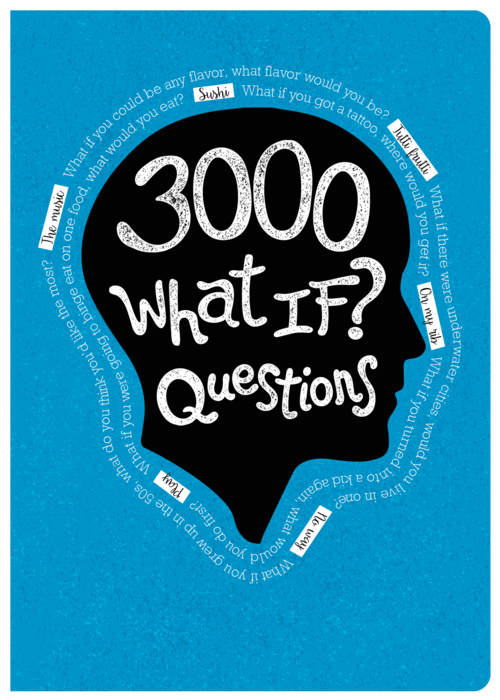 3000
What IF?
Questions
What if you could be any flavor, what flavor would you be?
Tutti frutti
What if there were underwater cities, would you live in one?
No way
What if you grew up in the 50s, what do you think you'd like the most?
The music
What if you were going to binge eat on one food, what would you eat?
Sushi
What if you got a tattoo, where would you get it?
On my ribs
What if you turned into a kid again, what would you do first?
Play